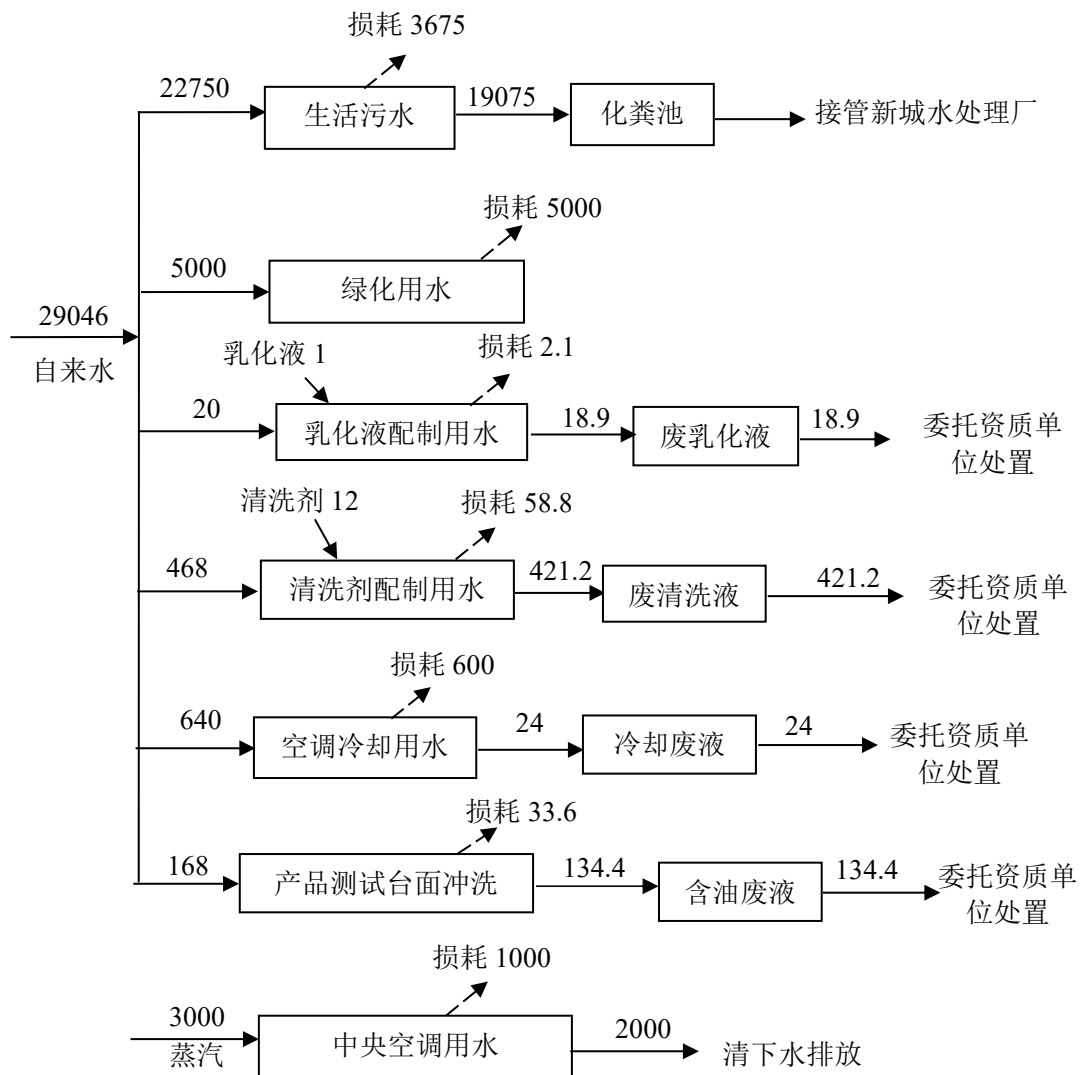 损耗 3675
22750
生活污水
19075
化粪池
接管新城水处理厂
损耗 5000
5000
绿化用水
29046
自来水
乳化液 1
损耗 2.1
20
乳化液配制用水
18.9
废乳化液
18.9
委托资质单
位处置
清洗剂 12
损耗 58.8
468
清洗剂配制用水
421.2
废清洗液
421.2
委托资质单
位处置
损耗 600
640
空调冷却用水
24
冷却废液
24
委托资质单
位处置
损耗 33.6
168
产品测试台面冲洗
134.4
含油废液
134.4
委托资质单
位处置
损耗 1000
3000
蒸汽
中央空调用水
2000
清下水排放